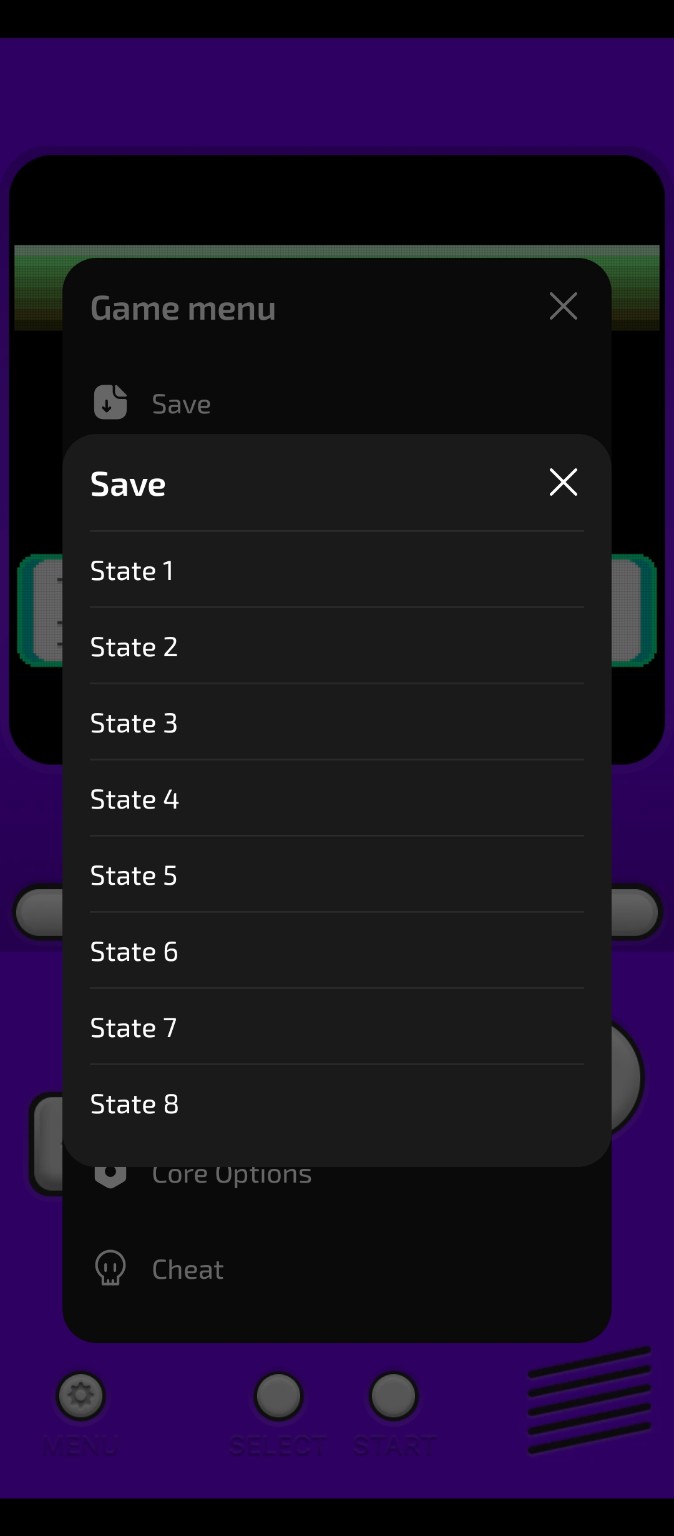 Game menu
Save
Save
State 1
State 2
State 3
State 4
State 5
State 6
State 7
State 8
Core Options
Cheat
MENU
SELECT
START